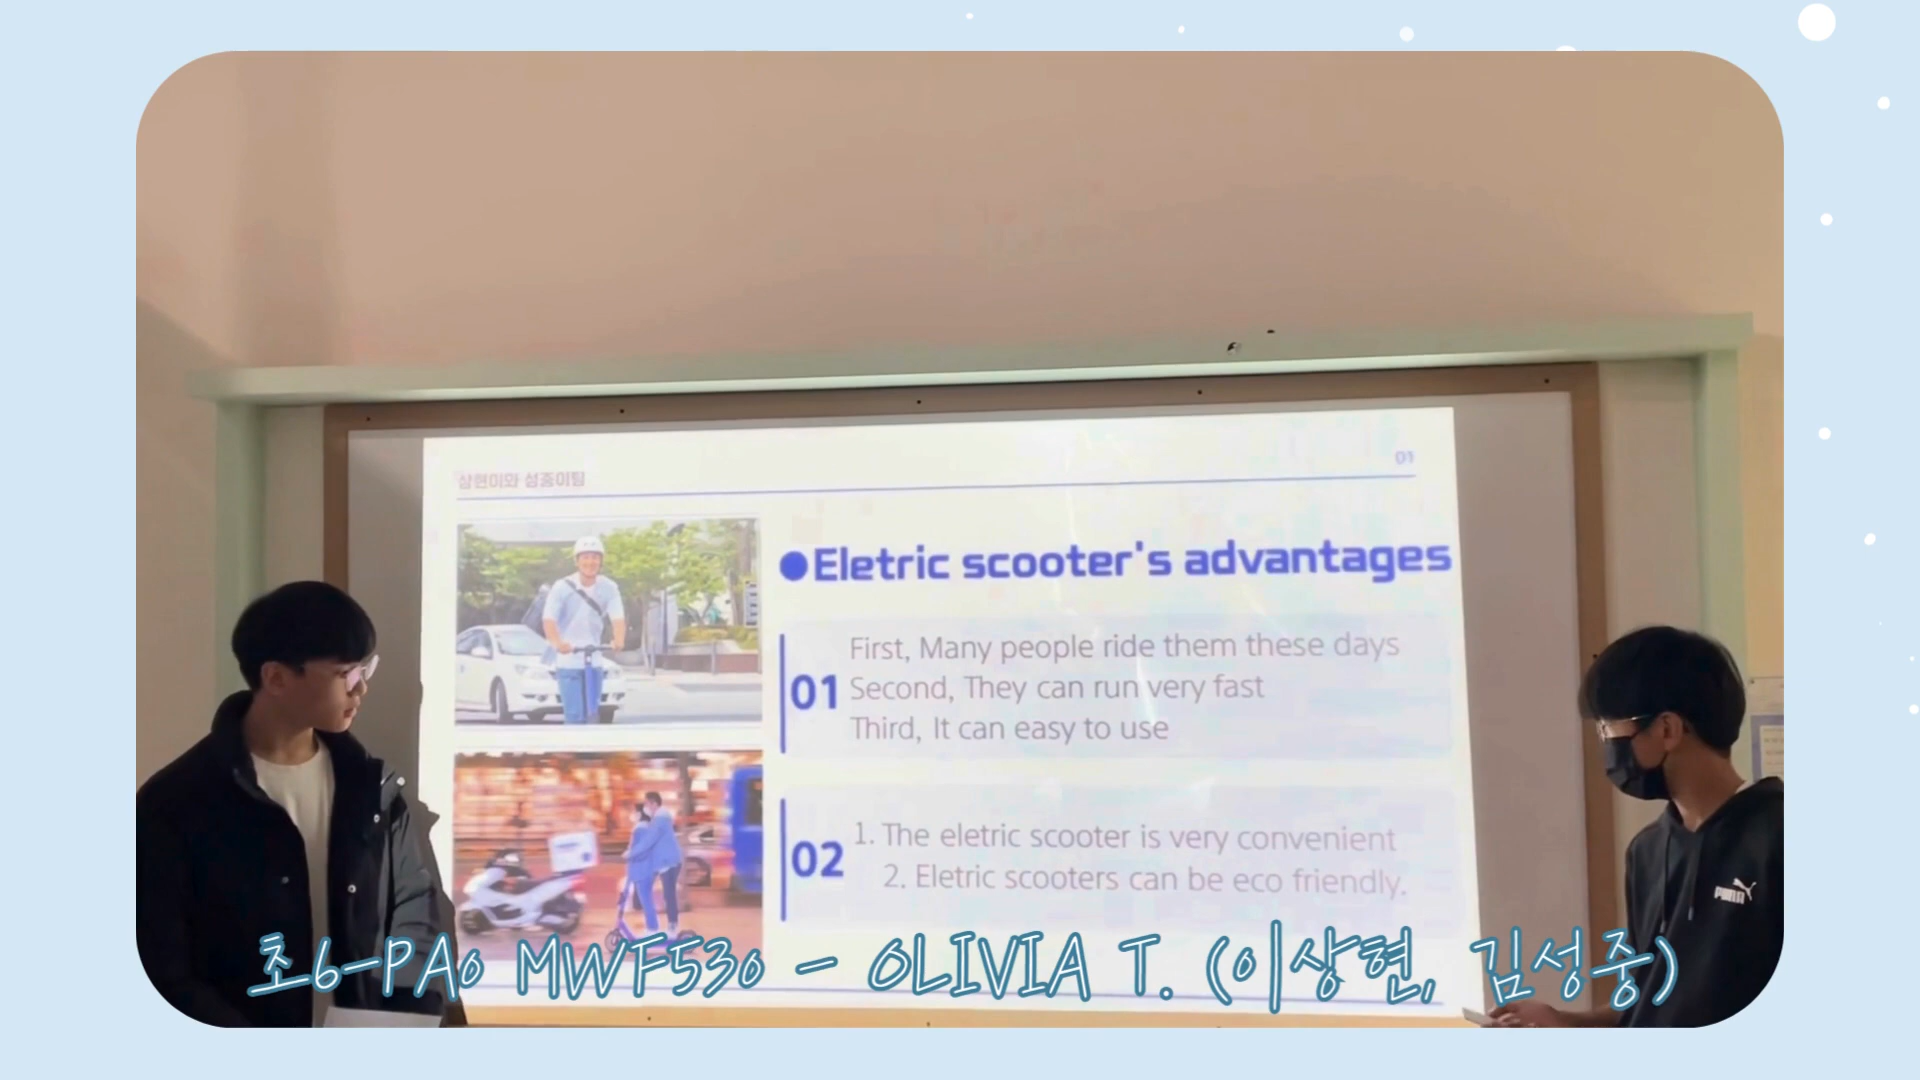 상현이와 성중이팀
01
●Eletric scooter's advantages
01
First, Many people ride them these days
Second, They can run very fast
Third, It can easy to use
02
1. The eletric scooter is very convenient
2. Eletric scooters can be eco friendly.
PUMA
초6-PA0 MWF530 - OLIVIA T. (이상현, 김성중)